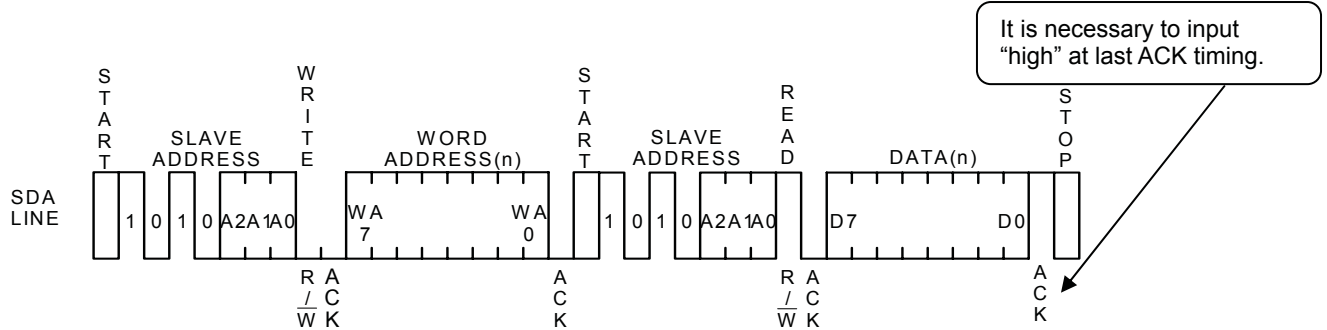 It is necessary to input
“high” at last ACK timing.
START
SLAVE
ADDRESS
WRITE
WORD
ADDRESS(n)
START
SLAVE
ADDRESS
READ
DATA(n)
STOP
SDA
LINE
1 0 1 0 A2 A1 A0
WA
7
WA
0
1 0 1 0 A2 A1 A0
D7
D0
R/W
ACK
ACK
R/W
ACK
ACK